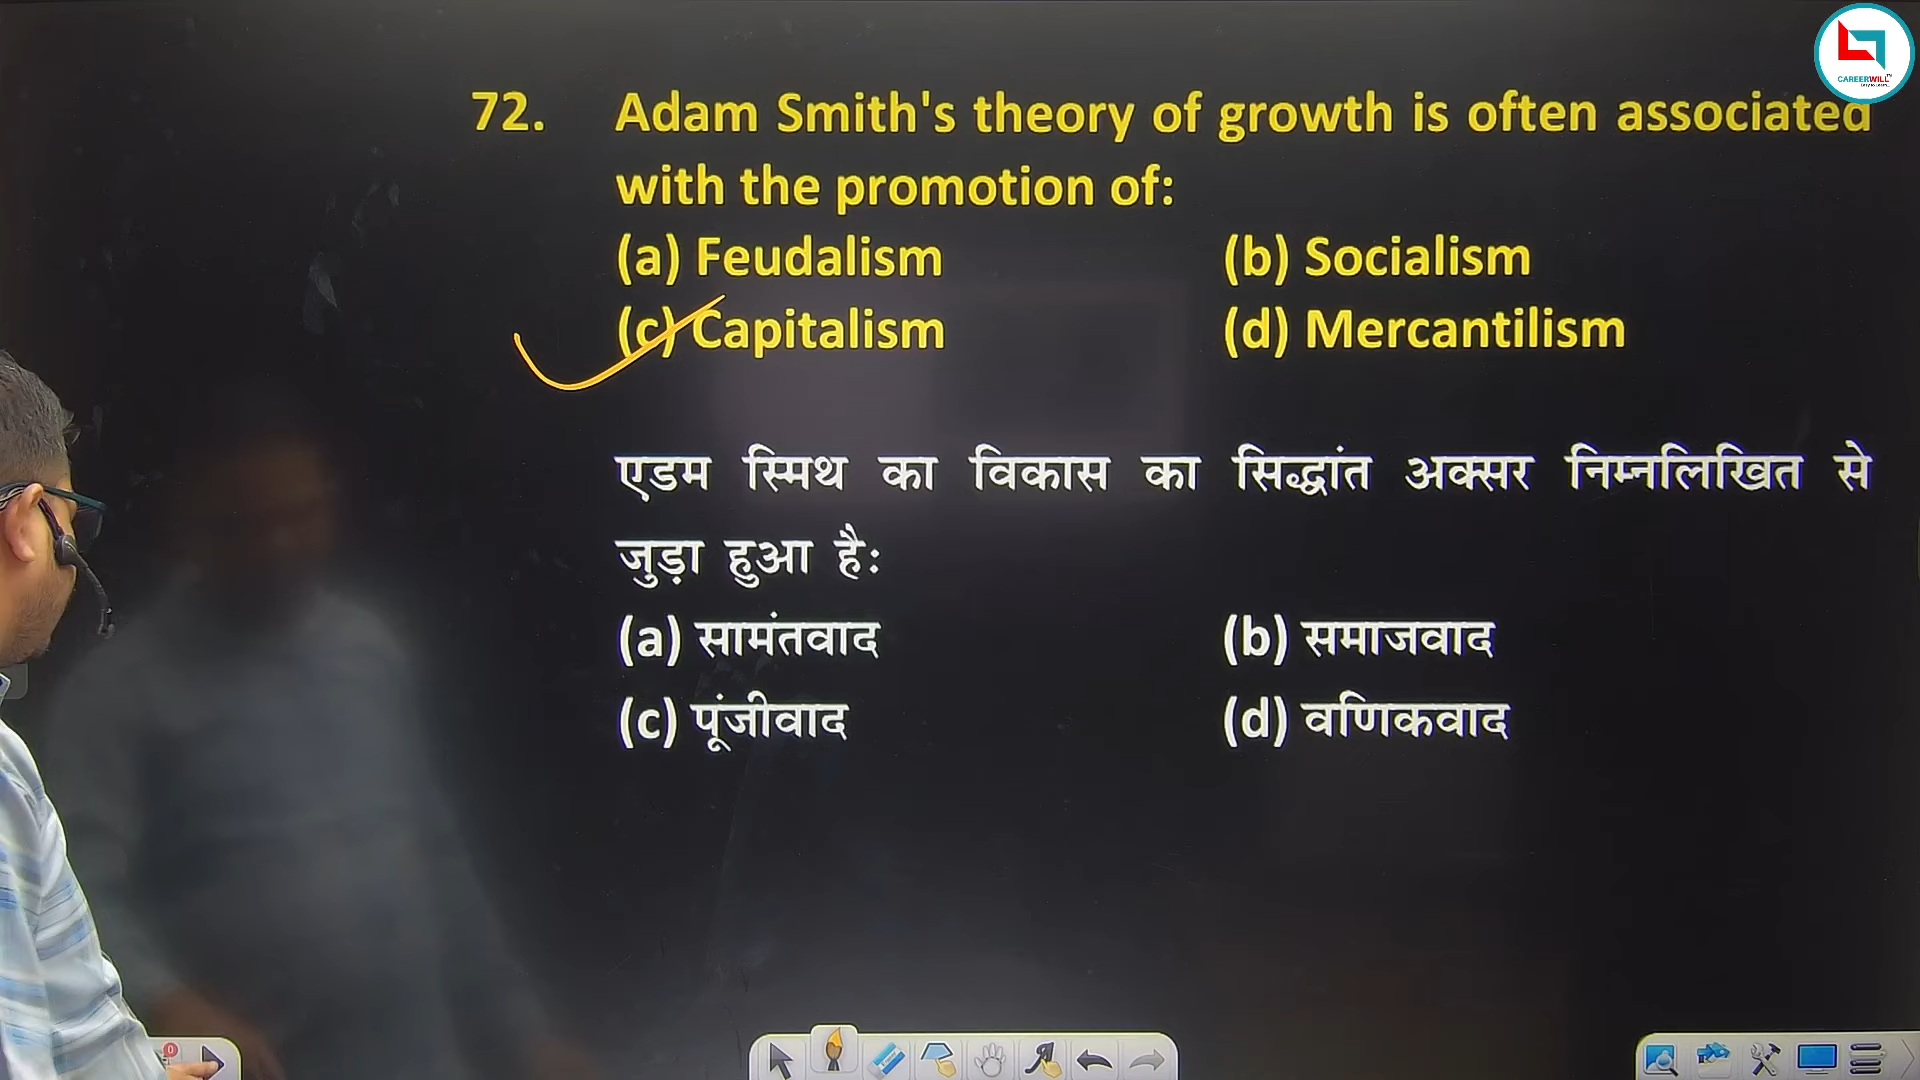 CAREERWILL
72. Adam Smith's theory of growth is often associated
with the promotion of:
(a) Feudalism (b) Socialism
(c) Capitalism (d) Mercantilism
एडम स्मिथ का विकास का सिद्धांत अक्सर निम्नलिखित से
जुड़ा हुआ है:
(a) सामंतवाद (b) समाजवाद
(c) पूंजीवाद (d) वणिकवाद
0